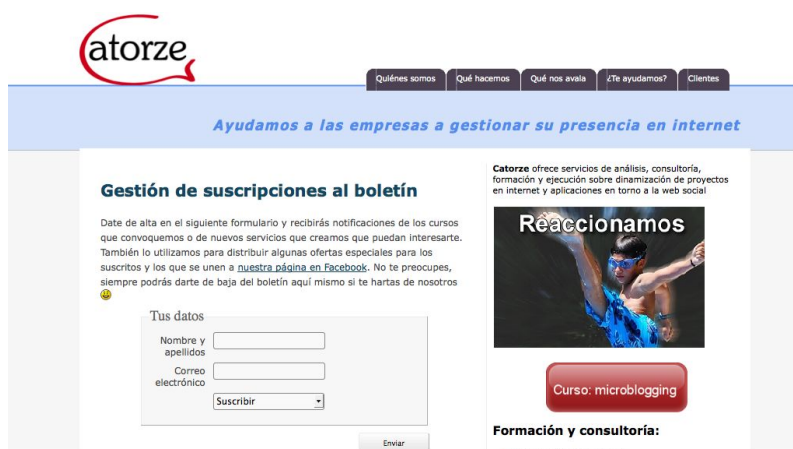 Catorze
Quiénes somos
Qué hacemos
Qué nos avala
¿Te ayudamos?
Clientes
Ayudamos a las empresas a gestionar su presencia en internet
Gestión de suscripciones al boletín
Date de alta en el siguiente formulario y recibirás notificaciones de los cursos
que convoquemos o de nuevos servicios que creamos que puedan interesarte.
También lo utilizamos para distribuir algunas ofertas especiales para los
suscritos y los que se unen a nuestra página en Facebook. No te preocupes,
siempre podrás darte de baja del boletín aquí mismo si te hartas de nosotros
Tus datos
Nombre y
apellidos
Correo
electrónico
Suscribir
Enviar
Catorze ofrece servicios de análisis, consultoría,
formación y ejecución sobre dinamización de proyectos
en internet y aplicaciones en torno a la web social
Reaccionamos
Curso: microblogging
Formación y consultoría: